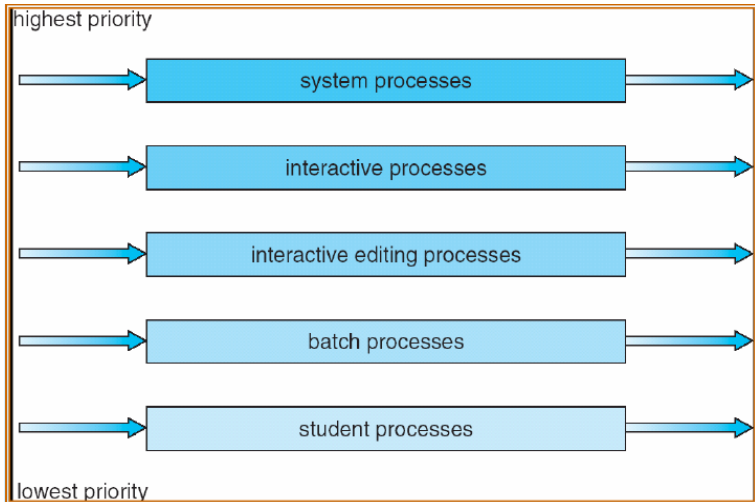 highest priority
system processes
interactive processes
interactive editing processes
batch processes
student processes
lowest priority